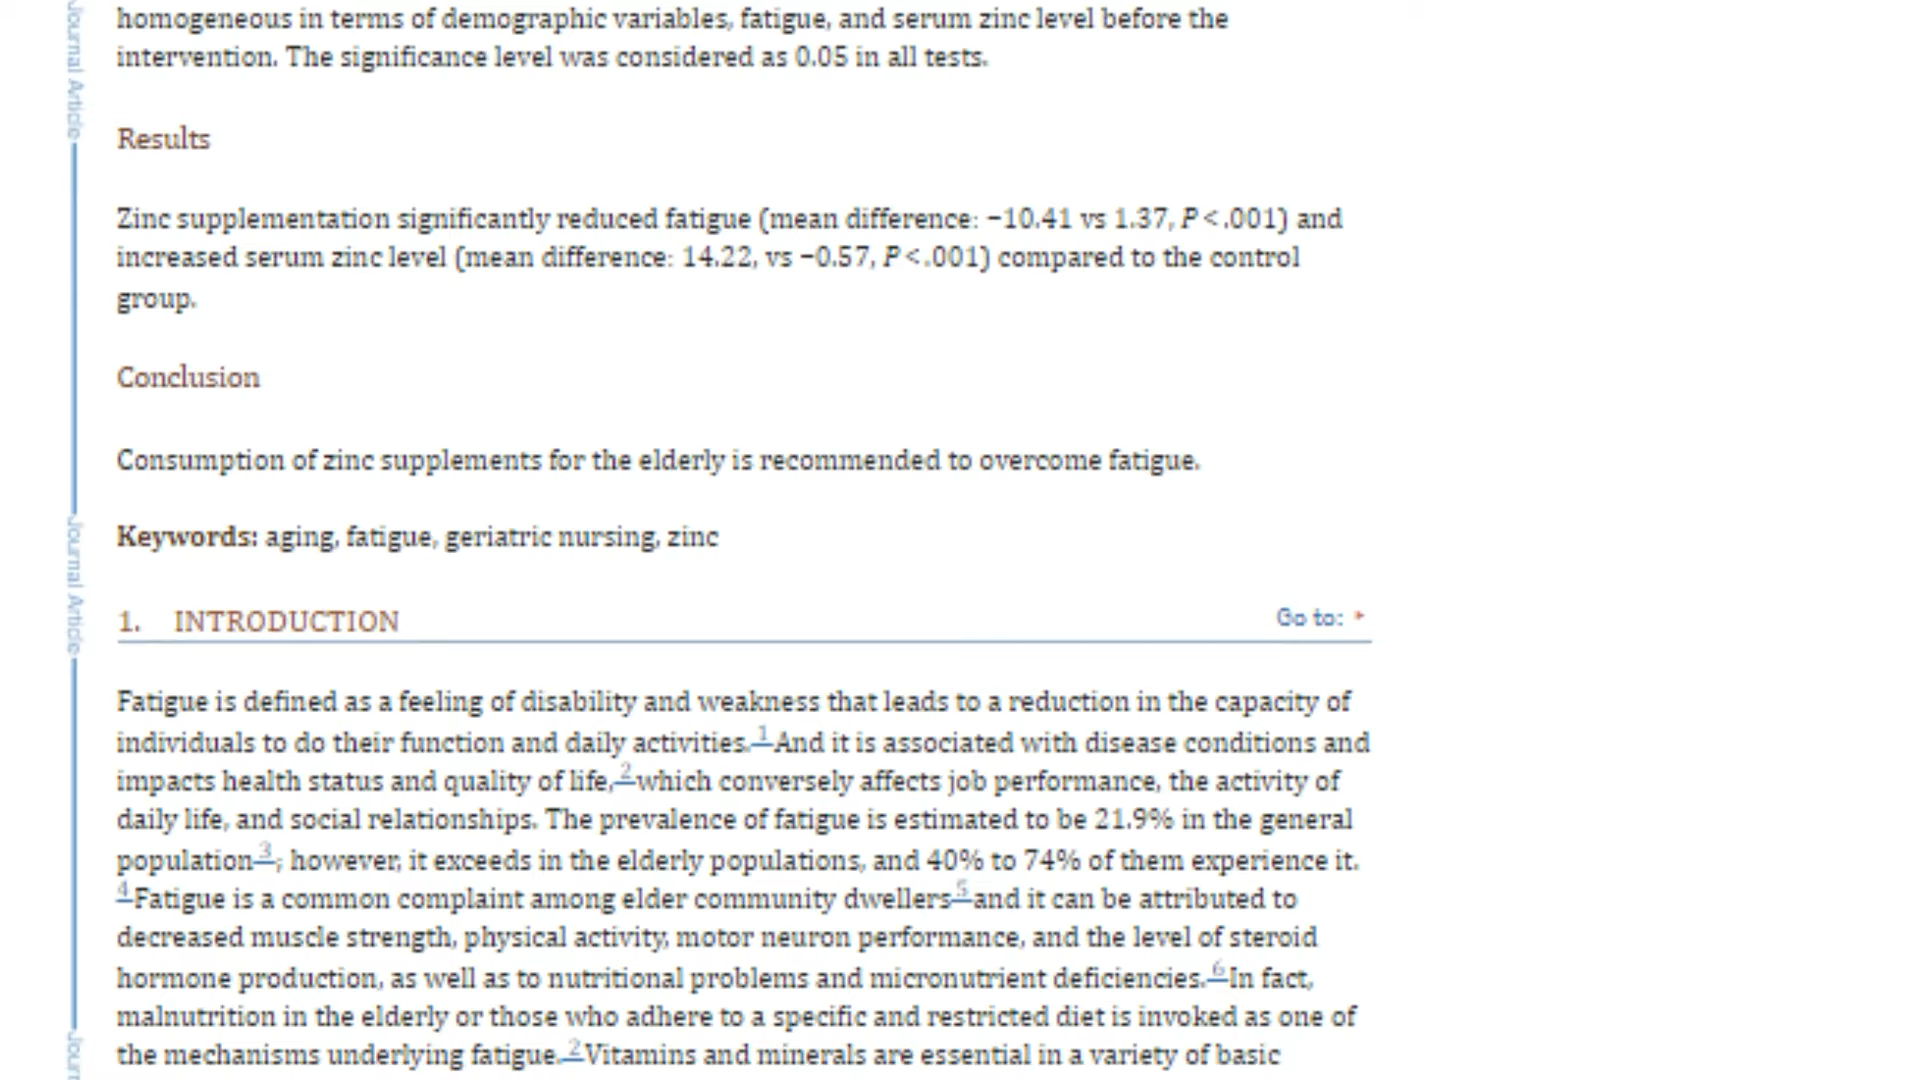 homogeneous in terms of demographic variables, fatigue, and serum zinc level before the
intervention. The significance level was considered as 0.05 in all tests.
Results
Zinc supplementation significantly reduced fatigue (mean difference: −10.41 vs 1.37, P < .001) and
increased serum zinc level (mean difference: 14.22, vs −0.57, P < .001) compared to the control
group.
Conclusion
Consumption of zinc supplements for the elderly is recommended to overcome fatigue.
Keywords: aging, fatigue, geriatric nursing, zinc
1. INTRODUCTION
Go to:
Fatigue is defined as a feeling of disability and weakness that leads to a reduction in the capacity of
individuals to do their function and daily activities. 1 And it is associated with disease conditions and
impacts health status and quality of life, 2 which conversely affects job performance, the activity of
daily life, and social relationships. The prevalence of fatigue is estimated to be 21.9% in the general
population 3 ; however, it exceeds in the elderly populations, and 40% to 74% of them experience it.
4 Fatigue is a common complaint among elder community dwellers 5 and it can be attributed to
decreased muscle strength, physical activity, motor neuron performance, and the level of steroid
hormone production, as well as to nutritional problems and micronutrient deficiencies. 6 In fact,
malnutrition in the elderly or those who adhere to a specific and restricted diet is invoked as one of
the mechanisms underlying fatigue. 2 Vitamins and minerals are essential in a variety of basic
Journal Article
Journal Article
Journ